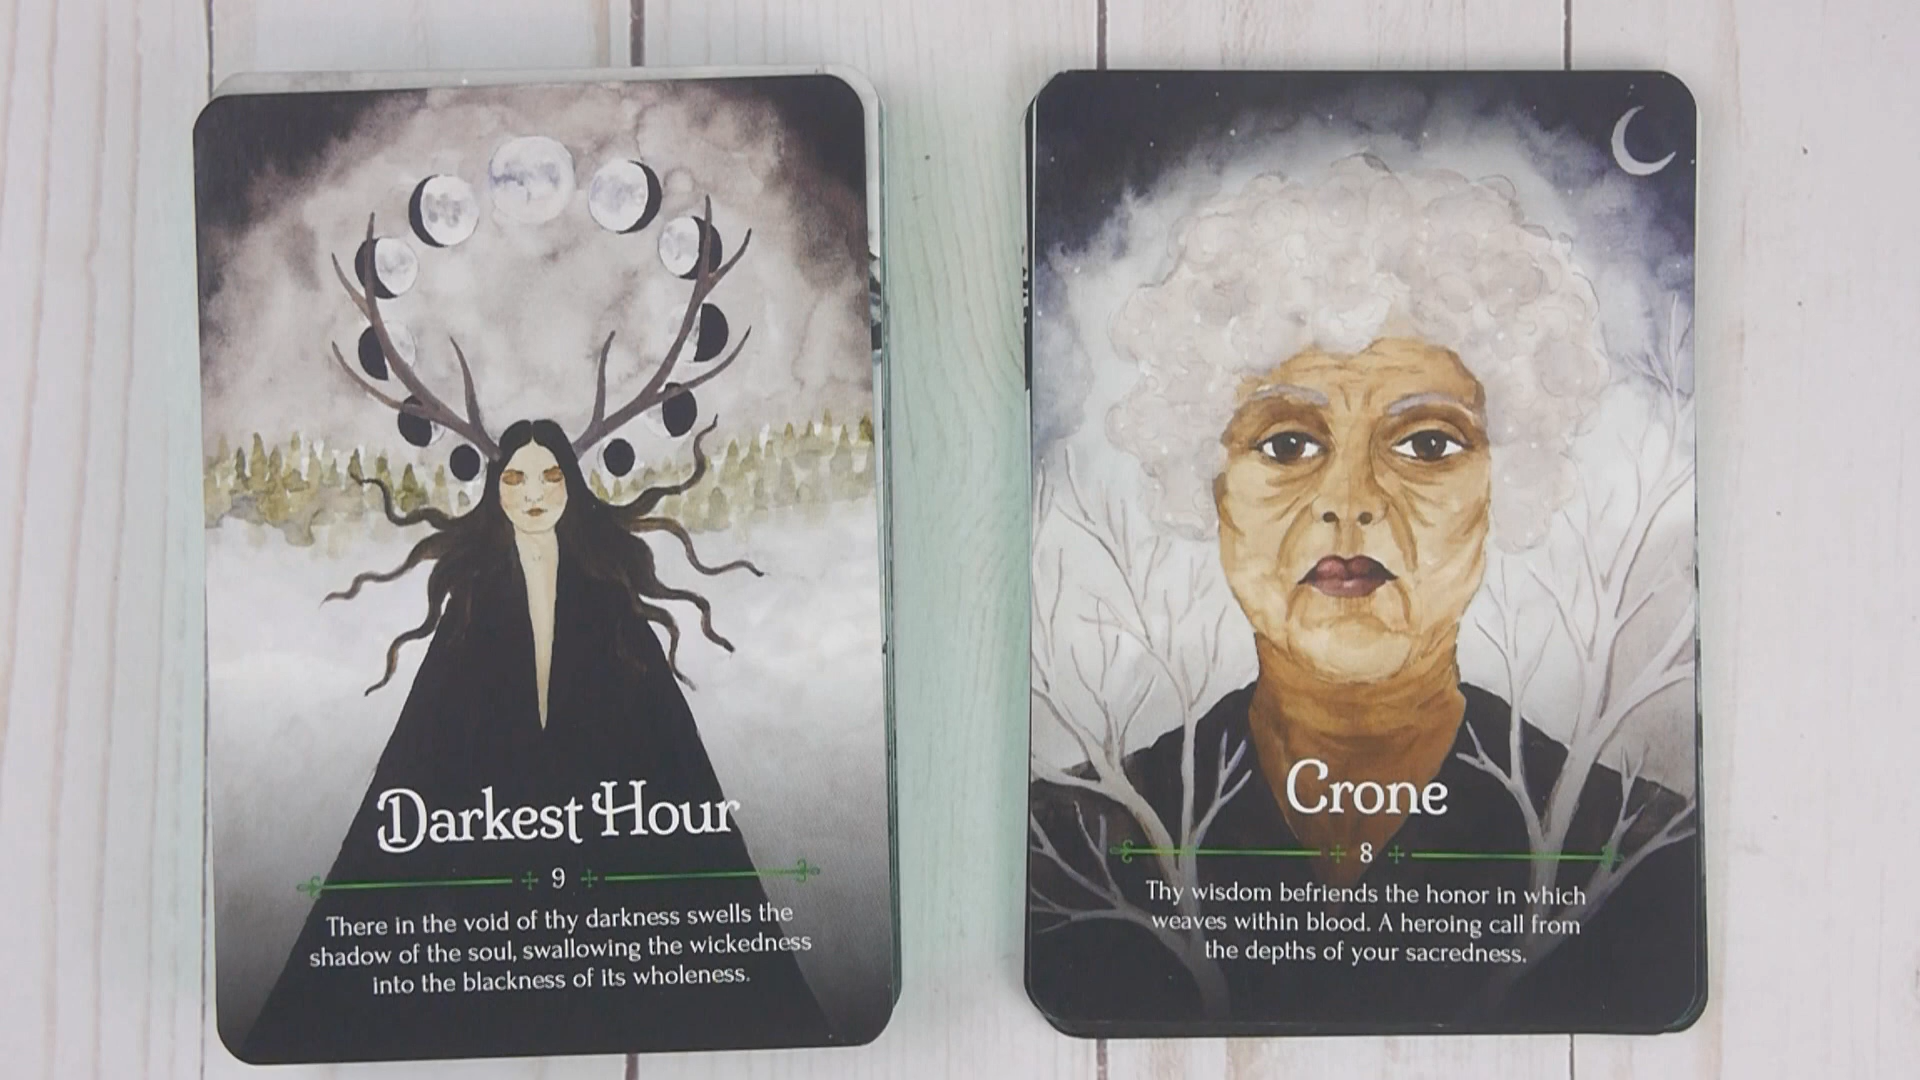 Darkest Hour
9
There in the void of thy darkness swells the
shadow of the soul, swallowing the wickedness
into the blackness of its wholeness.
Crone
8
Thy wisdom befriends the honor in which
weaves within blood. A heroing call from
the depths of your sacredness.